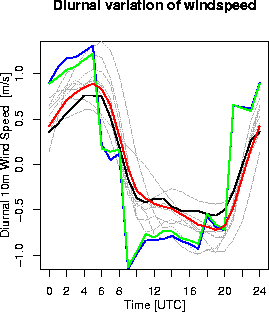 Diurnal variation of windspeed
Diurnal 10m Wind Speed [m/s]
1.0
0.5
0.0
-0.5
-1.0
0 2 4 6 8 12 16 20 24
Time [UTC]